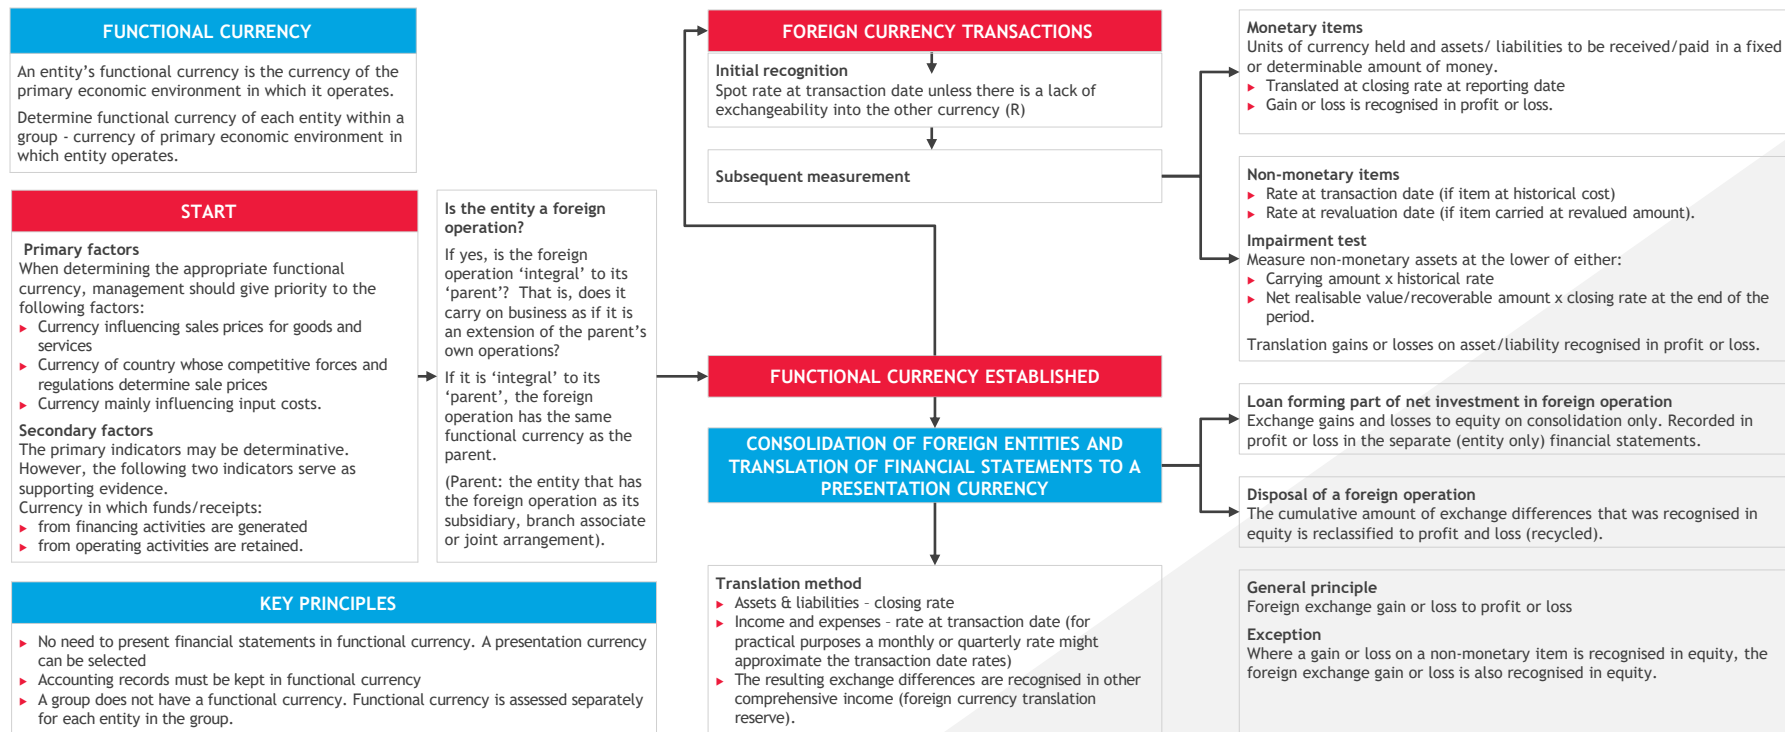 FUNCTIONAL CURRENCY
An entity's functional currency is the currency of the
primary economic environment in which it operates.
Determine functional currency of each entity within a
group - currency of primary economic environment in
which entity operates.
START
Primary factors
When determining the appropriate functional
currency, management should give priority to the
following factors:
► Currency influencing sales prices for goods and
services
► Currency of country whose competitive forces and
regulations determine sale prices
► Currency mainly influencing input costs.
Secondary factors
The primary indicators may be determinative.
However, the following two indicators serve as
supporting evidence.
Currency in which funds/receipts:
► from financing activities are generated
► from operating activities are retained.
Is the entity a foreign
operation?
If yes, is the foreign
operation 'integral' to its
'parent'? That is, does it
carry on business as if it is
an extension of the parent's
own operations?
If it is 'integral' to its
'parent', the foreign
operation has the same
functional currency as the
parent.
(Parent: the entity that has
the foreign operation as its
subsidiary, branch associate
or joint arrangement).
KEY PRINCIPLES
► No need to present financial statements in functional currency. A presentation currency
can be selected
► Accounting records must be kept in functional currency
► A group does not have a functional currency. Functional currency is assessed separately
for each entity in the group.
FOREIGN CURRENCY TRANSACTIONS
Initial recognition
Spot rate at transaction date unless there is a lack of
exchangeability into the other currency (R)
Subsequent measurement
FUNCTIONAL CURRENCY ESTABLISHED
CONSOLIDATION OF FOREIGN ENTITIES AND
TRANSLATION OF FINANCIAL STATEMENTS TO A
PRESENTATION CURRENCY
Translation method
► Assets & liabilities – closing rate
► Income and expenses – rate at transaction date (for
practical purposes a monthly or quarterly rate might
approximate the transaction date rates)
► The resulting exchange differences are recognised in other
comprehensive income (foreign currency translation
reserve).
Monetary items
Units of currency held and assets/ liabilities to be received/paid in a fixed
or determinable amount of money.
► Translated at closing rate at reporting date
► Gain or loss is recognised in profit or loss.
Non-monetary items
► Rate at transaction date (if item at historical cost)
► Rate at revaluation date (if item carried at revalued amount).
Impairment test
Measure non-monetary assets at the lower of either:
► Carrying amount x historical rate
► Net realisable value/recoverable amount x closing rate at the end of the
period.
Translation gains or losses on asset/liability recognised in profit or loss.
Loan forming part of net investment in foreign operation
Exchange gains and losses to equity on consolidation only. Recorded in
profit or loss in the separate (entity only) financial statements.
Disposal of a foreign operation
The cumulative amount of exchange differences that was recognised in
equity is reclassified to profit and loss (recycled).
General principle
Foreign exchange gain or loss to profit or loss
Exception
Where a gain or loss on a non-monetary item is recognised in equity, the
foreign exchange gain or loss is also recognised in equity.